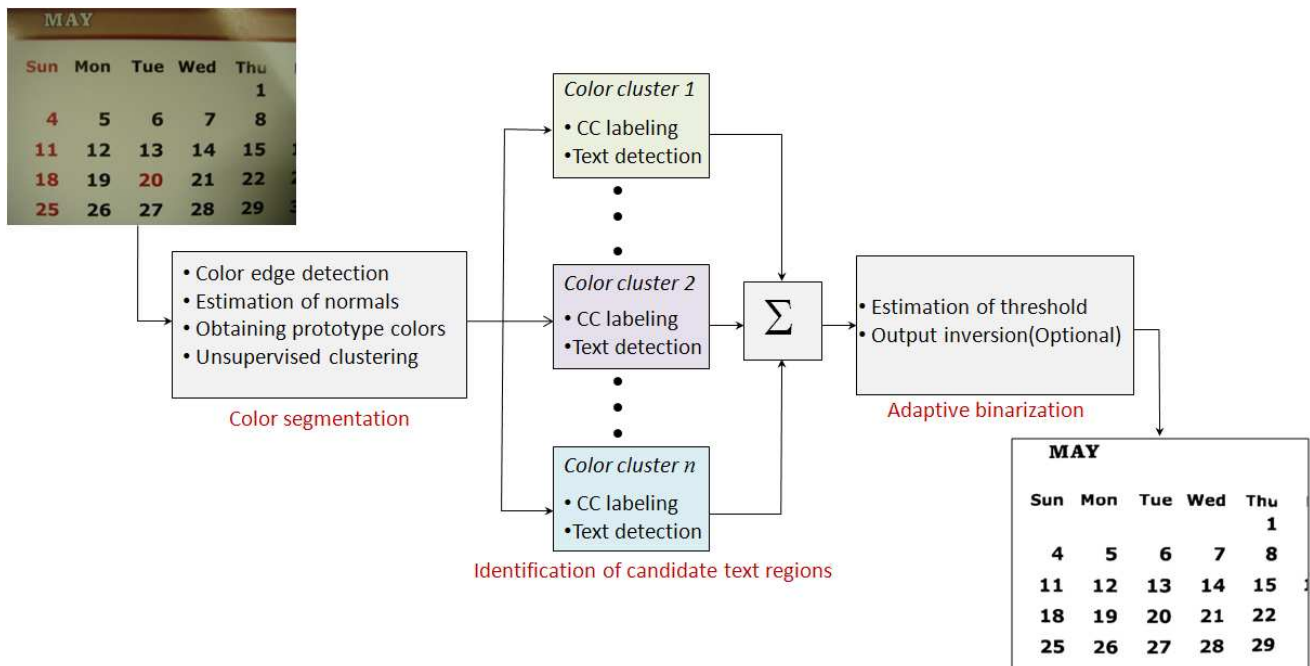 MAY
Sun Mon Tue Wed Thu
1
4 5 6 7 8
11 12 13 14 15
18 19 20 21 22
25 26 27 28 29
• Color edge detection
• Estimation of normals
• Obtaining prototype colors
• Unsupervised clustering
Color segmentation
Color cluster 1
• CC labeling
•Text detection
Color cluster 2
• CC labeling
•Text detection
Color cluster n
• CC labeling
•Text detection
Identification of candidate text regions
Σ
• Estimation of threshold
• Output inversion(Optional)
Adaptive binarization
MAY
Sun Mon Tue Wed Thu
1
4 5 6 7 8
11 12 13 14 15
18 19 20 21 22
25 26 27 28 29